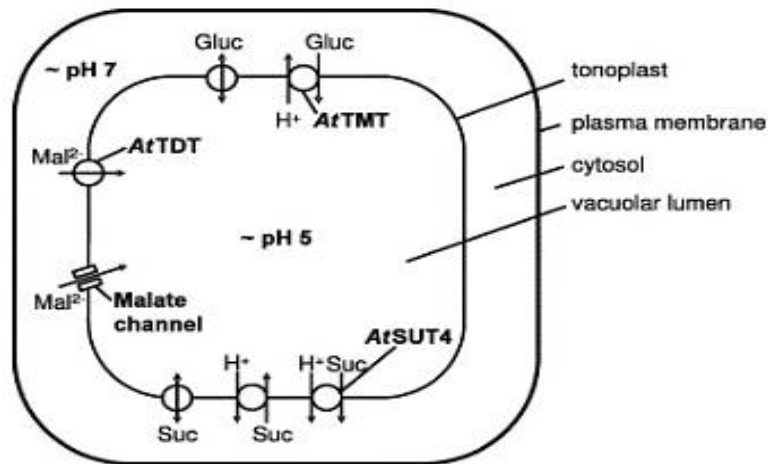 Gluc Gluc
~ pH 7
H⁺ AtTMT
AtTDT
Mal²⁻
~ pH 5
Mal²⁻
Malate
channel
AtSUT4
H⁺ H⁺Suc
Suc Suc
tonoplast
plasma membrane
cytosol
vacuolar lumen